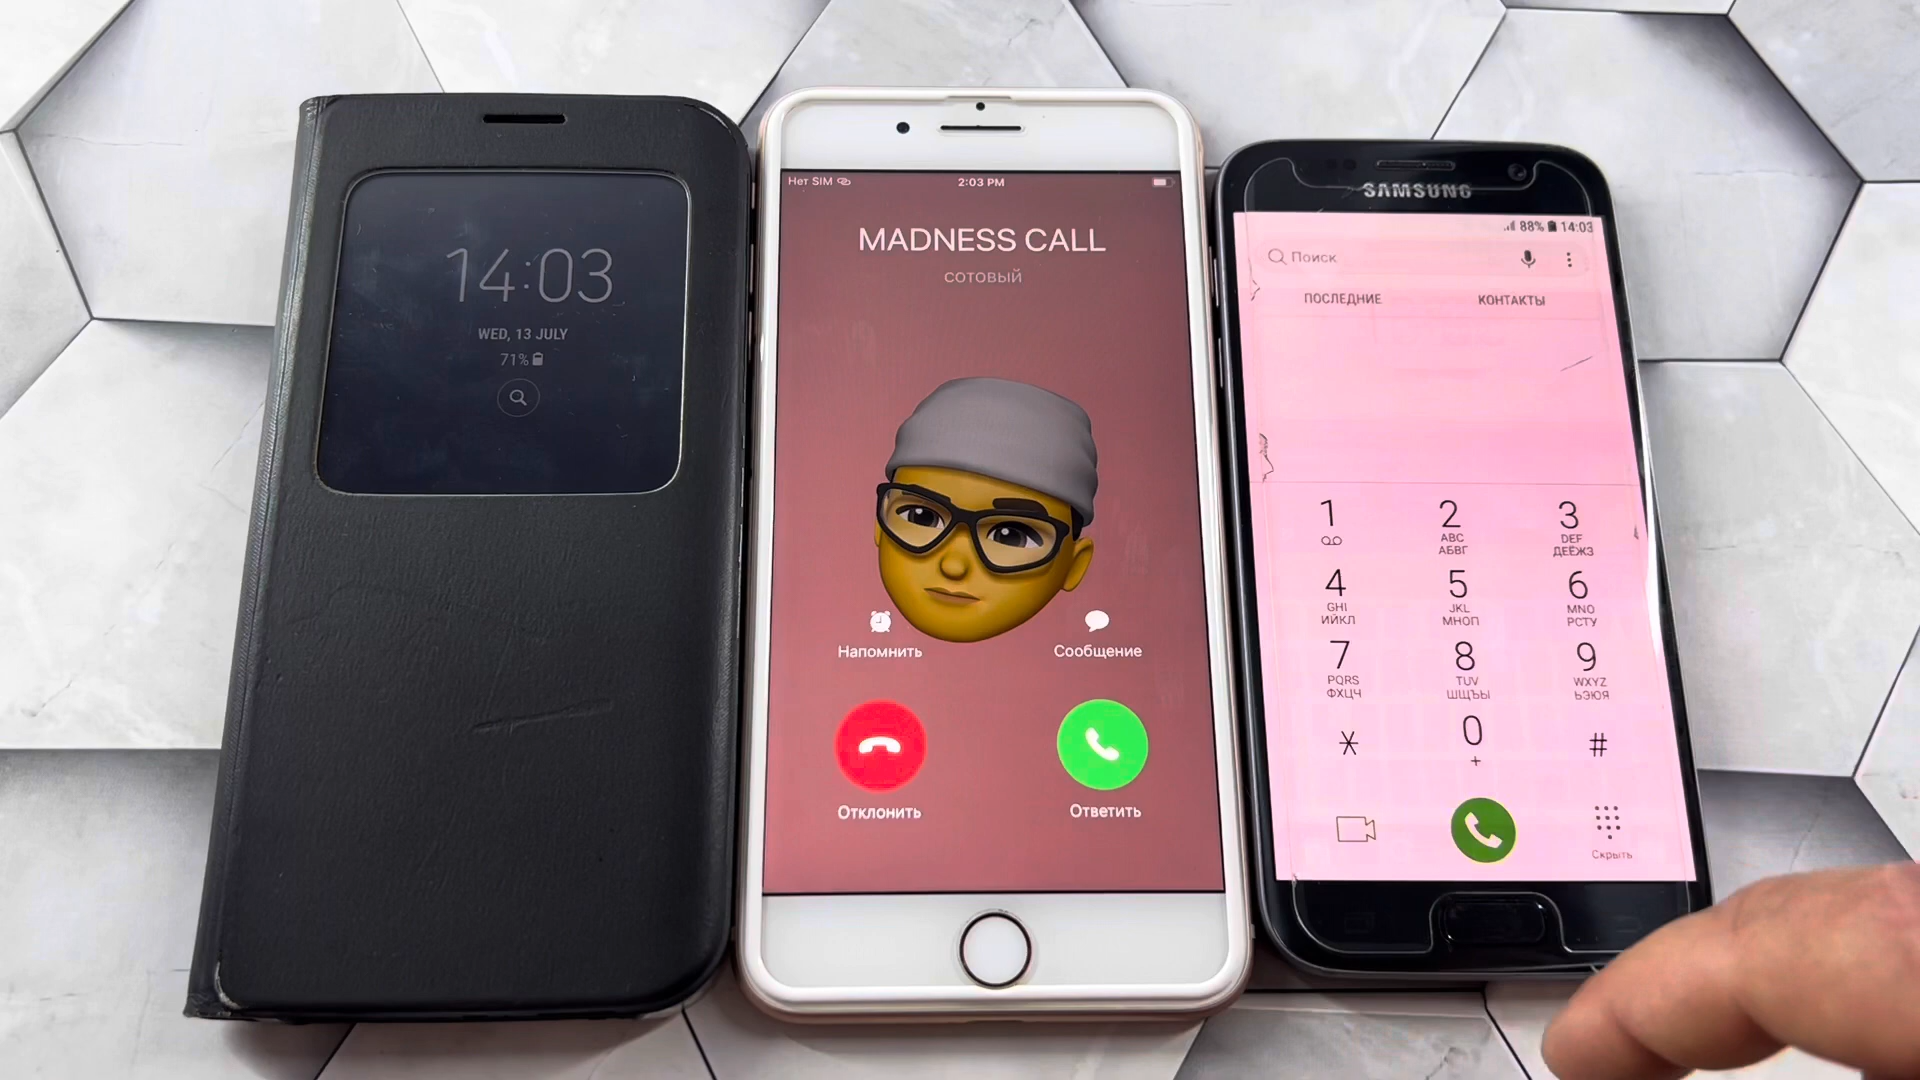 14:03
WED, 13 JULY
71%
Нет SIM
2:03 PM
MADNESS CALL
сотовый
Напомнить
Сообщение
Отклонить
Ответить
SAMSUNG
88% 14:03
Поиск
ПОСЛЕДНИЕ КОНТАКТЫ
1 2 3
ABC DEF
АБВГ ДЕЁЖЗ
4 5 6
GHI JKL MNO
ИЙКЛ МНОП РСТУ
7 8 9
PQRS TUV WXYZ
ФХЦЧ ШЩЪЫ ЬЭЮЯ
* 0 #
+
Скрыть